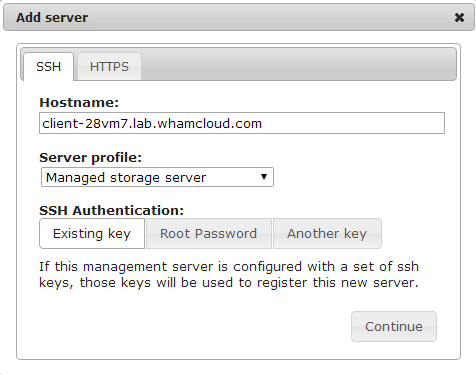 Add server
SSH HTTPS
Hostname:
client-28vm7.lab.whamcloud.com
Server profile:
Managed storage server
SSH Authentication:
Existing key Root Password Another key
If this management server is configured with a set of ssh
keys, those keys will be used to register this new server.
Continue